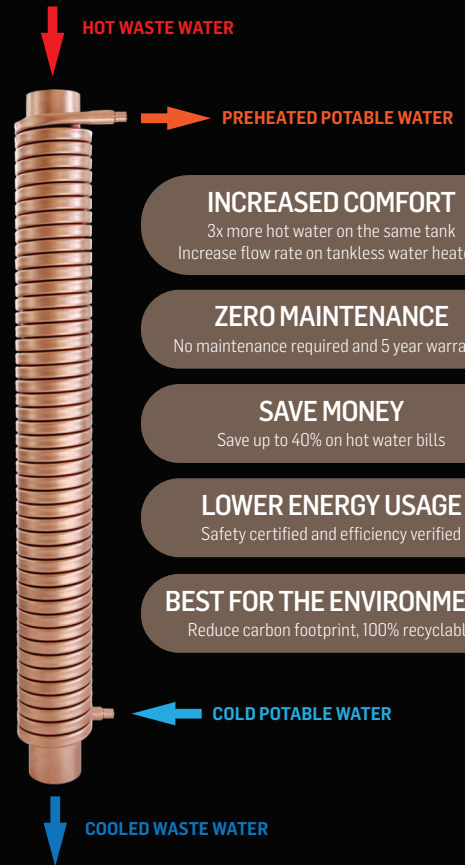 HOT WASTE WATER
PREHEATED POTABLE WATER
INCREASED COMFORT
3x more hot water on the same tank
Increase flow rate on tankless water
ZERO MAINTENANCE
No maintenance required and 5 year
SAVE MONEY
Save up to 40% on hot water bills
LOWER ENERGY USAGE
Safety certified and efficiency verified
BEST FOR THE
Reduce carbon footprint, 100%
COLD POTABLE WATER
COOLED WASTE WATER